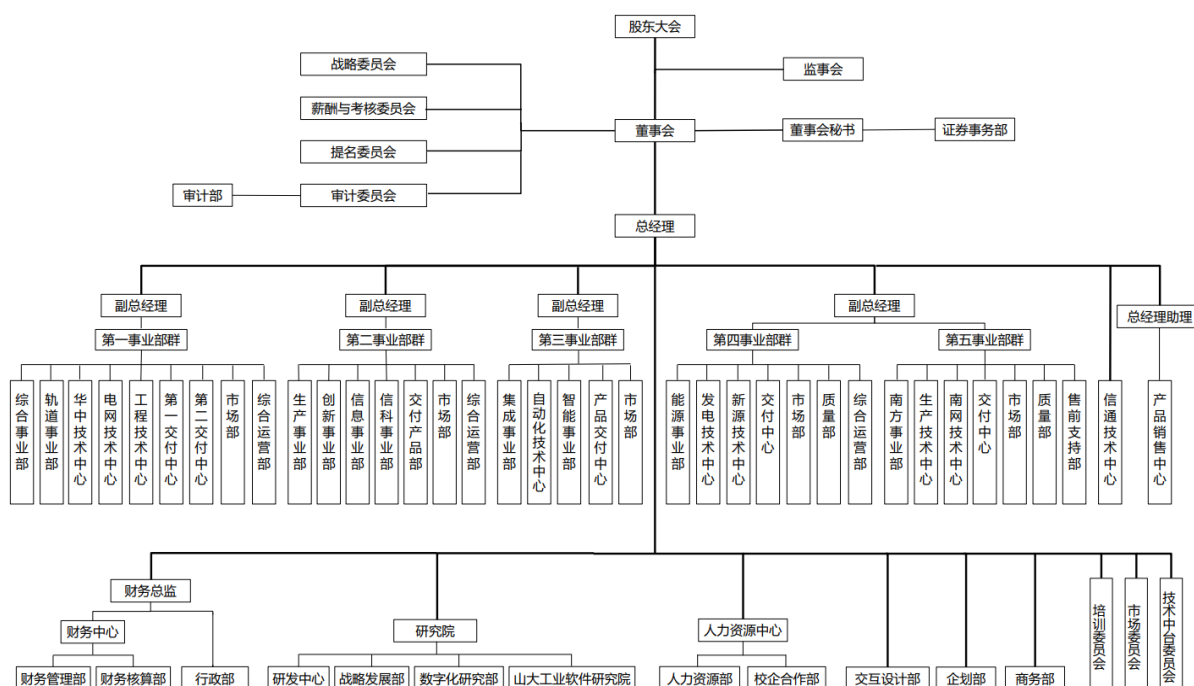 股东大会
战略委员会
监事会
薪酬与考核委员会
董事会
董事会秘书
证券事务部
提名委员会
审计部
审计委员会
总经理
副总经理
副总经理
副总经理
副总经理
总经理助理
第一事业部群
第二事业部群
第三事业部群
第四事业部群
第五事业部群
综合事业部
轨道事业部
华中技术中心
电网技术中心
工程技术中心
第一交付中心
第二交付中心
市场部
综合运营部
生产事业部
创新事业部
信息事业部
信科事业部
交付产品部
市场部
综合运营部
集成事业部
自动化技术中心
智能事业部
产品交付中心
市场部
能源事业部
发电技术中心
新源技术中心
交付中心
市场部
质量部
综合运营部
南方事业部
生产技术中心
南网技术中心
交付中心
市场部
质量部
售前支持部
信通技术中心
产品销售中心
财务总监
财务中心
研究院
人力资源中心
培训委员会
市场委员会
技术中台委员会
财务管理部
财务核算部
行政部
研发中心
战略发展部
数字化研究部
山大工业软件研究院
人力资源部
校企合作部
交互设计部
企划部
商务部